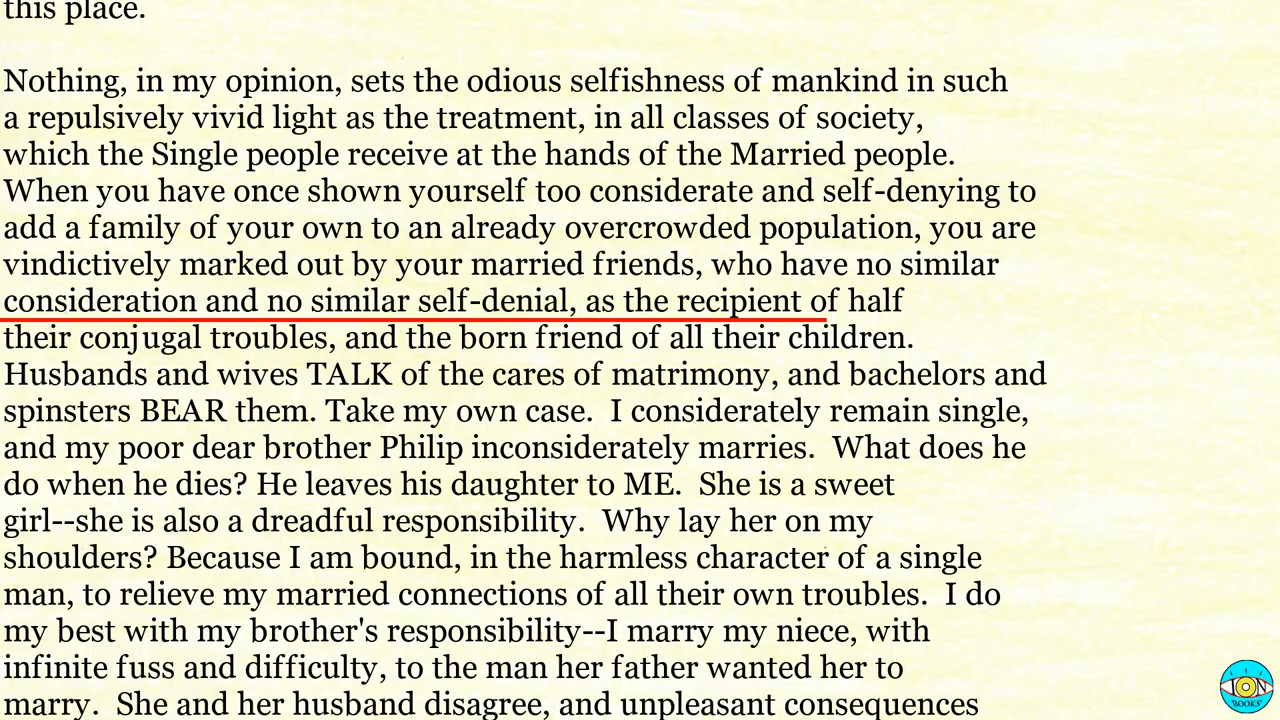 this place.
Nothing, in my opinion, sets the odious selfishness of mankind in such
a repulsively vivid light as the treatment, in all classes of society,
which the Single people receive at the hands of the Married people.
When you have once shown yourself too considerate and self-denying to
add a family of your own to an already overcrowded population, you are
vindictively marked out by your married friends, who have no similar
consideration and no similar self-denial, as the recipient of half
their conjugal troubles, and the born friend of all their children.
Husbands and wives TALK of the cares of matrimony, and bachelors and
spinsters BEAR them. Take my own case.  I considerately remain single,
and my poor dear brother Philip inconsiderately marries.  What does he
do when he dies? He leaves his daughter to ME.  She is a sweet
girl--she is also a dreadful responsibility.  Why lay her on my
shoulders? Because I am bound, in the harmless character of a single
man, to relieve my married connections of all their own troubles.  I do
my best with my brother's responsibility--I marry my niece, with
infinite fuss and difficulty, to the man her father wanted her to
marry.  She and her husband disagree, and unpleasant consequences
ION
BOOKS